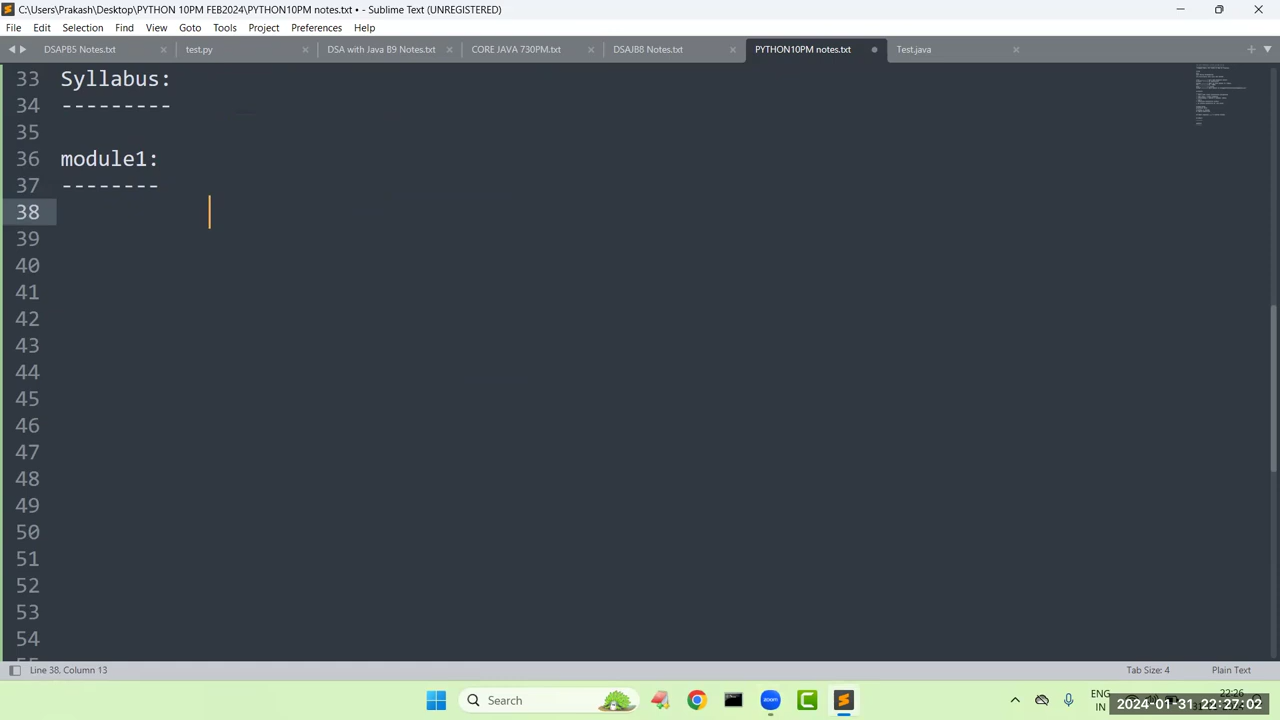 C:\Users\Prakash\Desktop\PYTHON 10PM FEB2024\PYTHON10PM notes.txt • - Sublime Text (UNREGISTERED)
File Edit Selection Find View Goto Tools Project Preferences Help
DSAPB5 Notes.txt test.py DSA with Java B9 Notes.txt CORE JAVA 730PM.txt DSAJB8 Notes.txt PYTHON10PM notes.txt Test.java
33 Syllabus:
34 ---------
35
36 module1:
37 --------
38
39
40
41
42
43
44
45
46
47
48
49
50
51
52
53
54
Line 38, Column 13 Tab Size: 4 Plain Text
Search zoom ENG 22:26
IN 2024-01-31 22:27:02